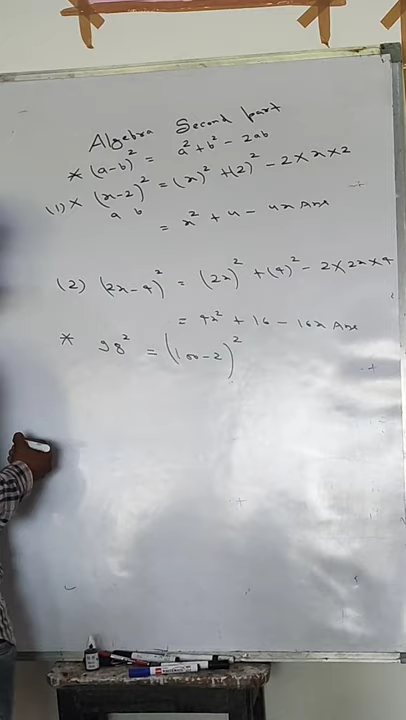 Algebra Second part
* (a-b)² = a² + b² - 2ab
(1) x (x-2)² = (x)² + (2)² - 2 x x x 2
a b
= x² + 4 - 4x Ans
(2) (2x-4)² = (2x)² + (4)² - 2 x 2x x 4
= 4x² + 16 - 16x Ans
* 98² = (100-2)²